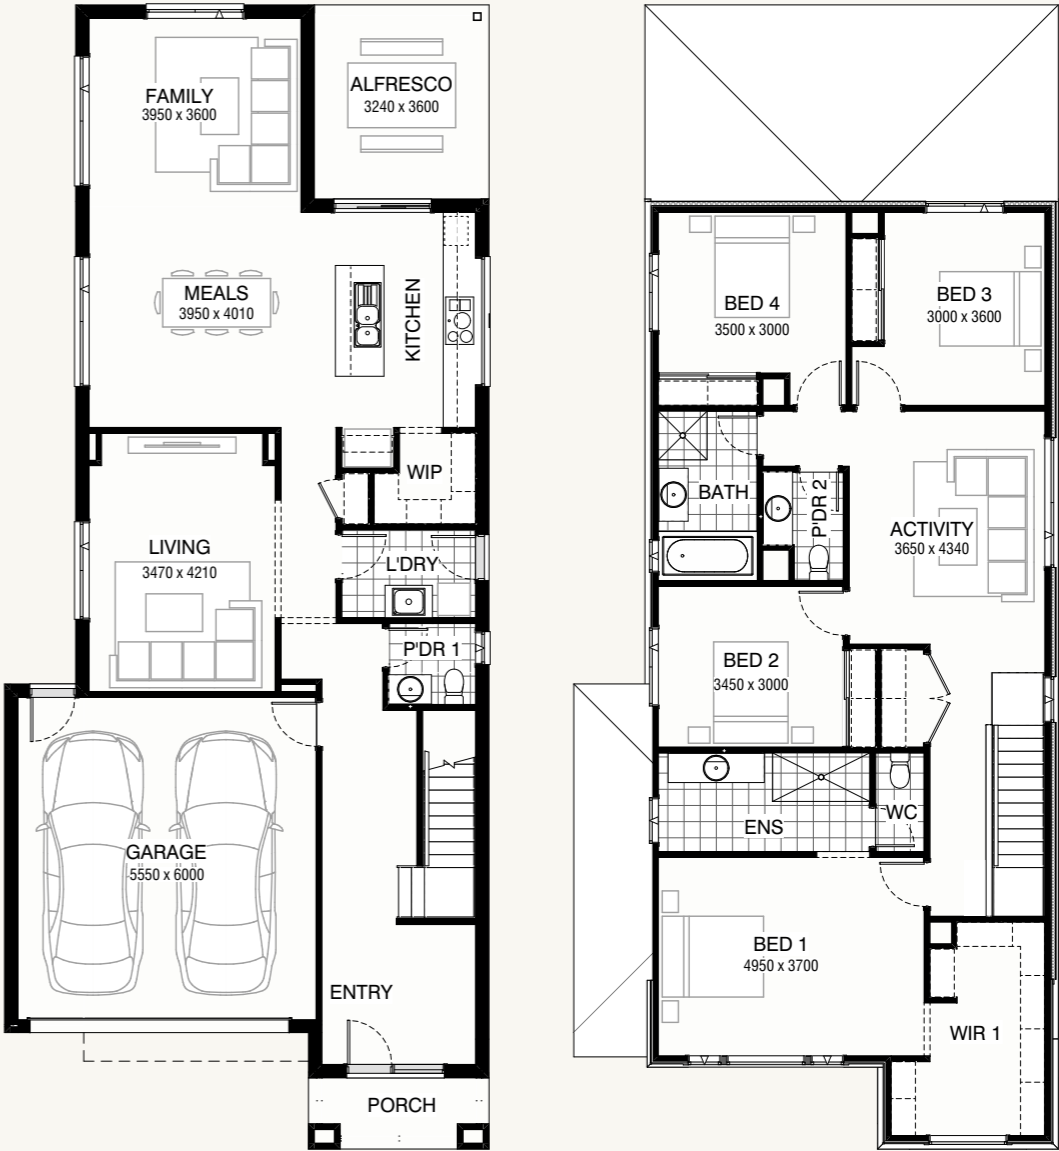 FAMILY
3950 x 3600
ALFRESCO
3240 x 3600
MEALS
3950 x 4010
KITCHEN
WIP
LIVING
3470 x 4210
L'DRY
P'DR 1
GARAGE
5550 x 6000
ENTRY
PORCH
BED 4
3500 x 3000
BED 3
3000 x 3600
BATH
P'DR 2
ACTIVITY
3650 x 4340
BED 2
3450 x 3000
ENS
WC
BED 1
4950 x 3700
WIR 1